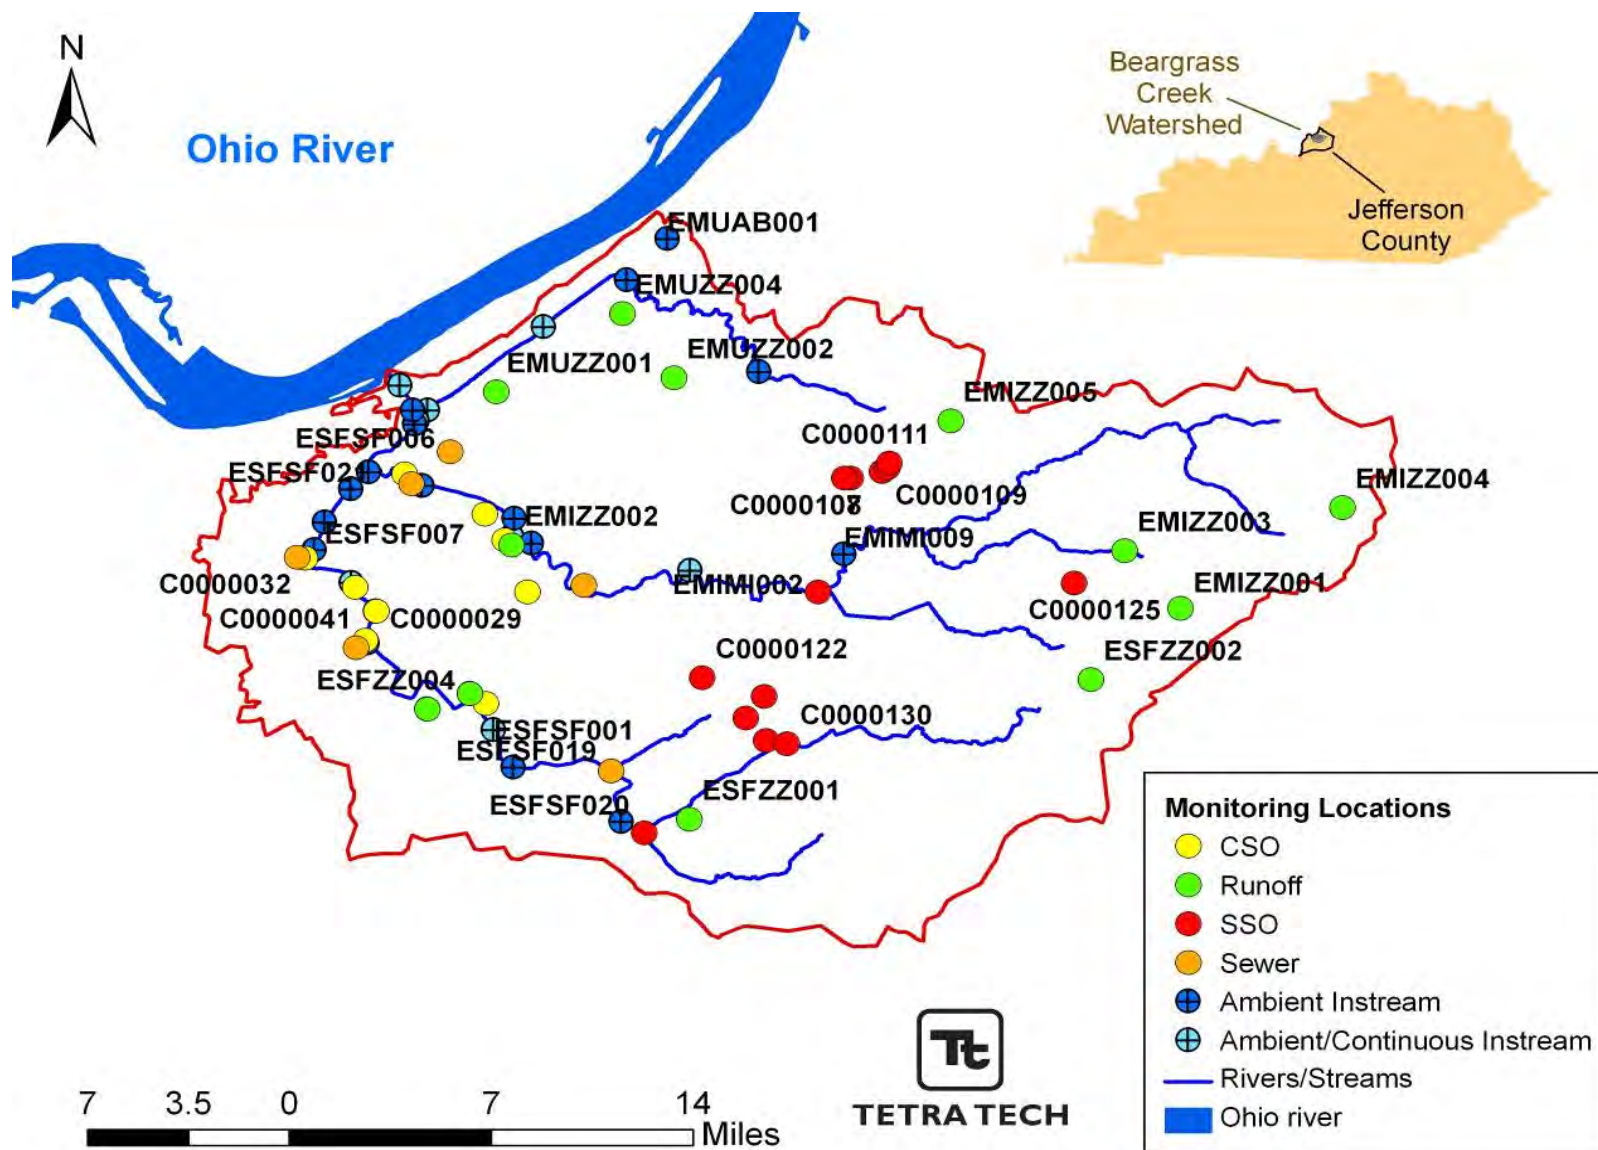 N
Ohio River
Beargrass
Creek
Watershed
Jefferson
County
EMUAB001
EMUZZ004
EMUZZ001
EMUZZ002
EMIZZ005
ESFSF006
C0000111
ESFSF021
EMIZZ004
C0000108
C0000109
EMIZZ002
EMIZZ003
ESFSF007
EMIMI009
C0000032
EMIMI002
EMIZZ001
C0000041
C0000029
C0000125
C0000122
ESFZZ002
ESFZZ004
C0000130
ESFSF001
ESFSF019
ESFSF020
ESFZZ001
Monitoring Locations
CSO
Runoff
SSO
Sewer
Ambient Instream
Ambient/Continuous Instream
Rivers/Streams
Ohio river
Tt
TETRA TECH
7 3.5 0 7 14
Miles